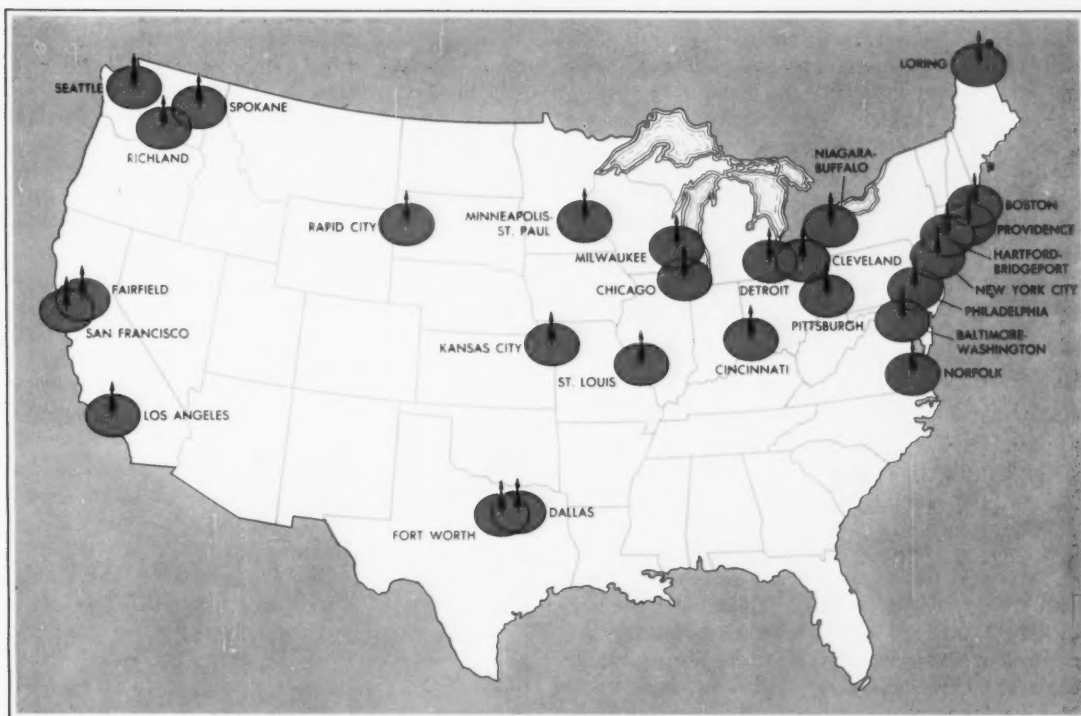 SEATTLE
SPOKANE
RICHLAND
RAPID CITY
MINNEAPOLIS-
ST. PAUL
MILWAUKEE
CHICAGO
DETROIT
CLEVELAND
NIAGARA-
BUFFALO
LORING
BOSTON
PROVIDENCE
HARTFORD-
BRIDGEPORT
NEW YORK CITY
PHILADELPHIA
BALTIMORE-
WASHINGTON
NORFOLK
PITTSBURGH
CINCINNATI
ST. LOUIS
KANSAS CITY
FAIRFIELD
SAN FRANCISCO
LOS ANGELES
DALLAS
FORT WORTH